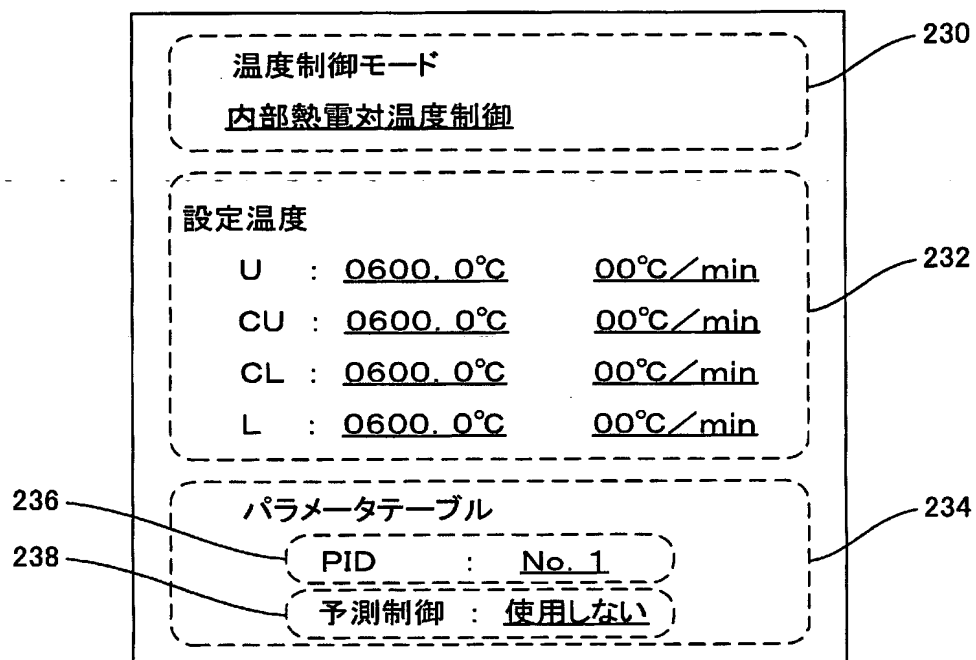 温度制御モード
230
内部熱電対温度制御
設定温度
U : 0600. 0℃ 00℃/min
232
CU : 0600. 0℃ 00℃/min
CL : 0600. 0℃ 00℃/min
L : 0600. 0℃ 00℃/min
236
パラメータテーブル
234
PID : No. 1
238
予測制御 : 使用しない